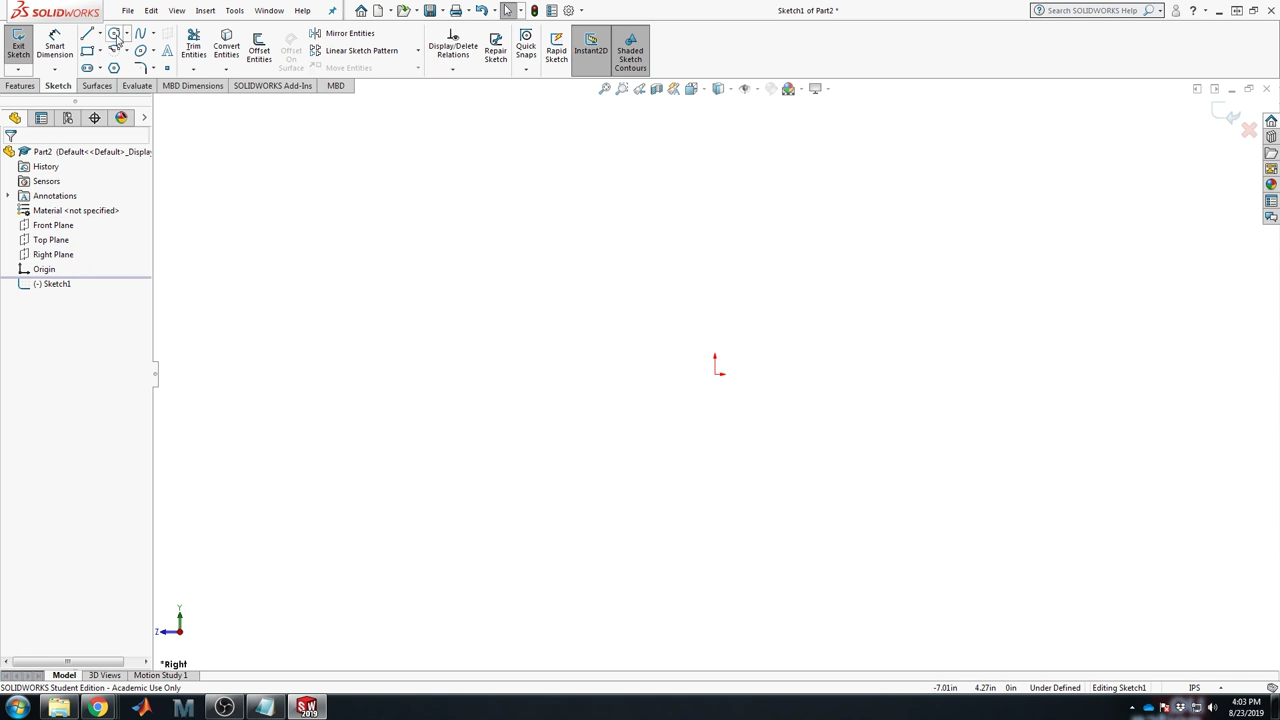 SOLIDWORKS File Edit View Insert Tools Window Help Sketch1 of Part2 * Search SOLIDWORKS Help
Exit Sketch
Smart Dimension
Trim Entities
Convert Entities
Offset Entities
Offset On Surface
Mirror Entities
Linear Sketch Pattern
Move Entities
Display/Delete Relations
Quick Snaps
Repair Sketch
Rapid Sketch
Instant2D
Shaded Sketch Contours
Features Sketch Surfaces Evaluate MBD Dimensions SOLIDWORKS Add-Ins MBD
Part2 (Default<<Default>_Display
History
Sensors
Annotations
Material <not specified>
Front Plane
Top Plane
Right Plane
Origin
(-) Sketch1
Y
Z
*Right
Model 3D Views Motion Study 1
SOLIDWORKS Student Edition - Academic Use Only -7.01in 4.27in 0in Under Defined Editing Sketch1 IPS
SW 2019
4:03 PM
8/23/2019